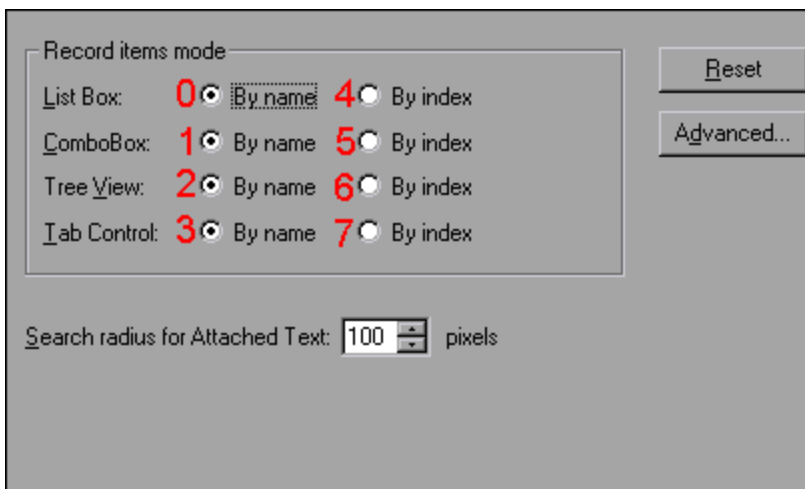 Record items mode
List Box: 0 By name 4 By index
ComboBox: 1 By name 5 By index
Tree View: 2 By name 6 By index
Tab Control: 3 By name 7 By index
Search radius for Attached Text: 100 pixels
Reset
Advanced...